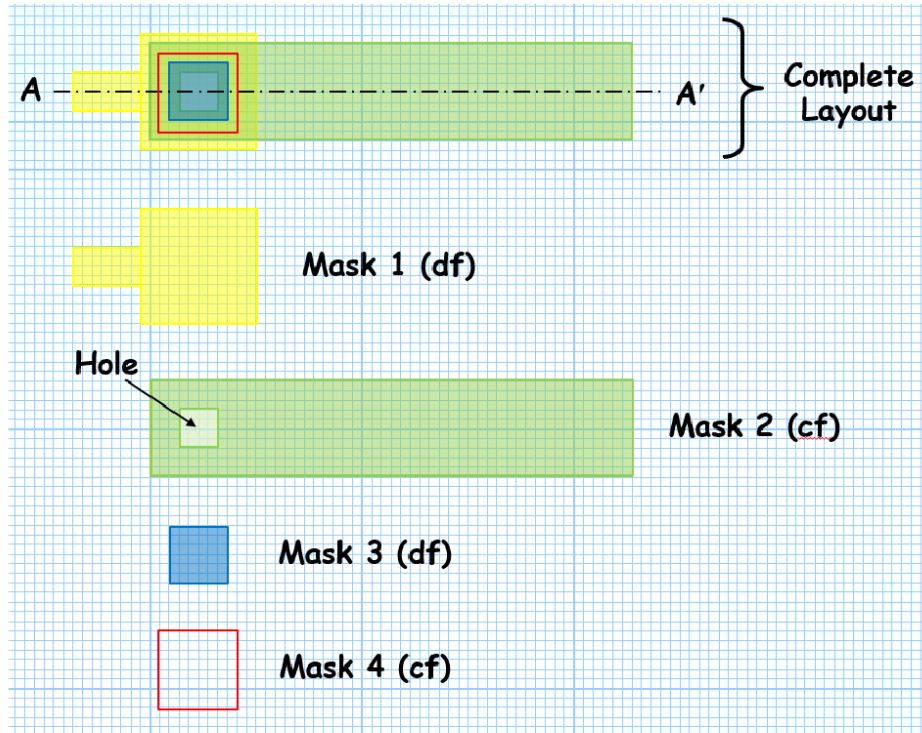 A
A′
Complete
Layout
Mask 1 (df)
Hole
Mask 2 (cf)
Mask 3 (df)
Mask 4 (cf)